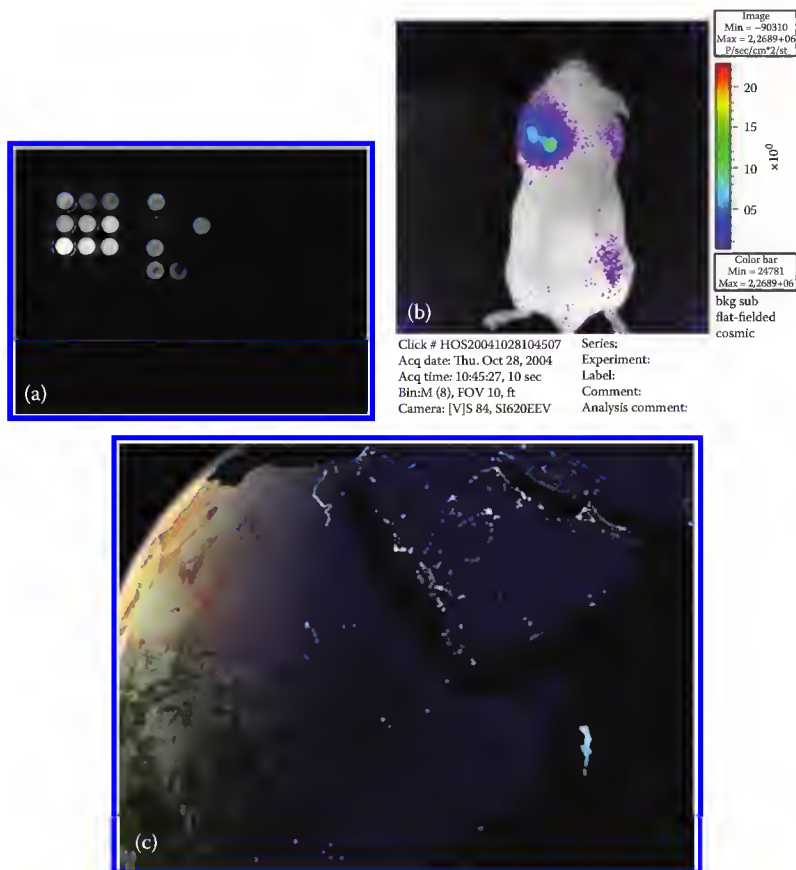 Image
Min = −90310
Max = 2,2689+06
P/sec/cm^2/st
20
15
10
05
×10⁰
Color bar
Min = 24781
Max = 2,2689+06
bkg sub
flat-fielded
cosmic
(b)
Click # HOS20041028104507
Acq date: Thu. Oct 28, 2004
Acq time: 10:45:27, 10 sec
Bin:M (8), FOV 10, ft
Camera: [V]S 84, SI620EEV
Series:
Experiment:
Label:
Comment:
Analysis comment:
(a)
(c)